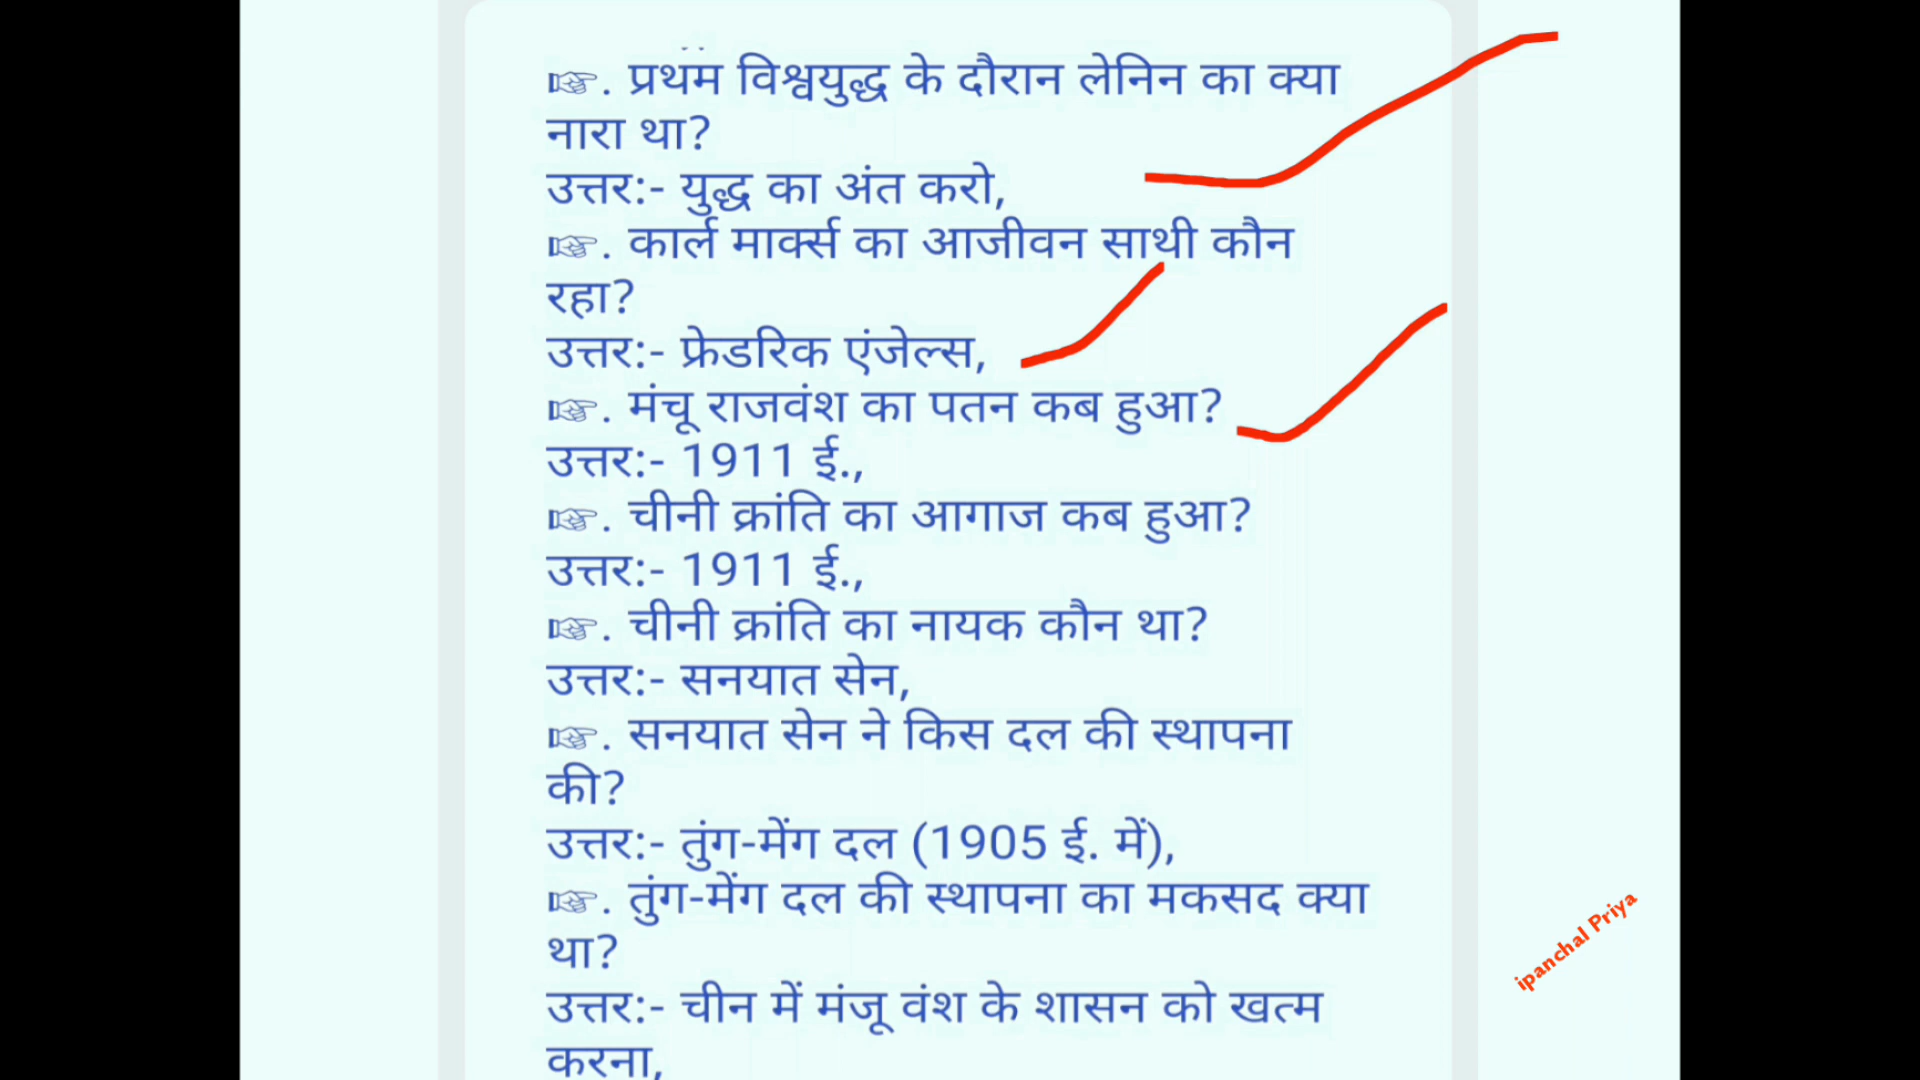 ☞. प्रथम विश्वयुद्ध के दौरान लेनिन का क्या
नारा था?
उत्तर:- युद्ध का अंत करो,
☞. कार्ल मार्क्स का आजीवन साथी कौन
रहा?
उत्तर:- फ्रेडरिक एंजेल्स,
☞. मंचू राजवंश का पतन कब हुआ?
उत्तर:- 1911 ई.,
☞. चीनी क्रांति का आगाज कब हुआ?
उत्तर:- 1911 ई.,
☞. चीनी क्रांति का नायक कौन था?
उत्तर:- सनयात सेन,
☞. सनयात सेन ने किस दल की स्थापना
की?
उत्तर:- तुंग-मेंग दल (1905 ई. में),
☞. तुंग-मेंग दल की स्थापना का मकसद क्या
था?
उत्तर:- चीन में मंजू वंश के शासन को खत्म
करना,
ipanchal Priya